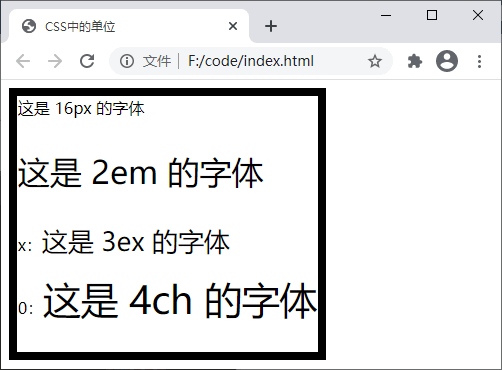 CSS中的单位
文件 F:/code/index.html
这是 16px 的字体
这是 2em 的字体
x: 这是 3ex 的字体
0: 这是 4ch 的字体